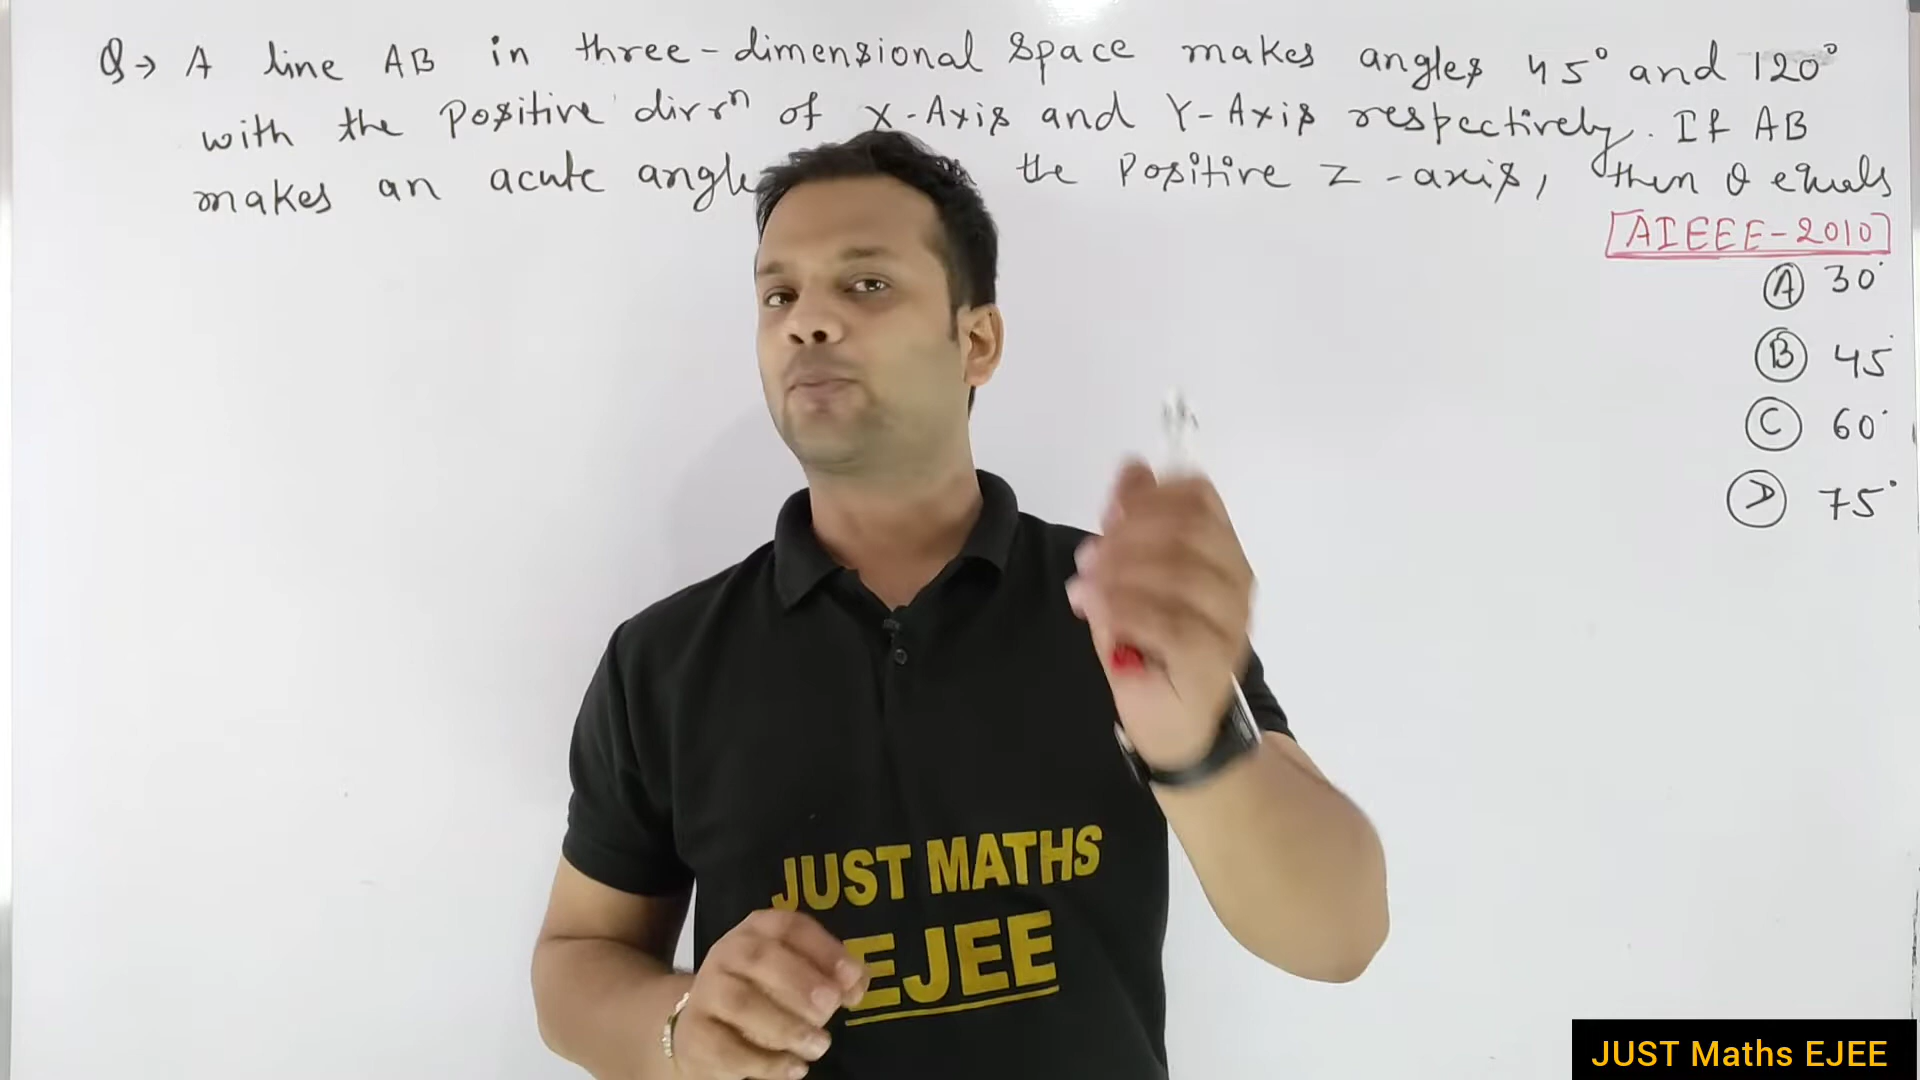 Q→ A line AB in three-dimensional space makes angles 45° and 120°
with the positive dirrⁿ of X-Axis and Y-Axis respectively. If AB
makes an acute angle the positive Z-axis, then θ equals
[AIEEE-2010]
(A) 30°
(B) 45°
(C) 60°
(D) 75°
JUST MATHS
EJEE
JUST Maths EJEE